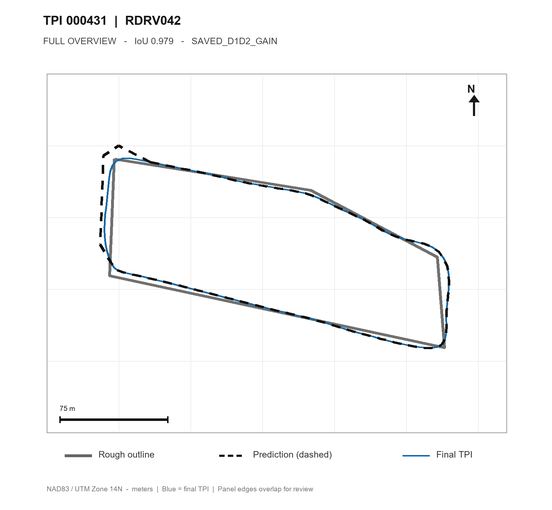 TPI 000431 | RDRV042
FULL OVERVIEW - IoU 0.979 - SAVED_D1D2_GAIN
N
75 m
Rough outline
Prediction (dashed)
Final TPI
NAD83 / UTM Zone 14N - meters | Blue = final TPI | Panel edges overlap for review